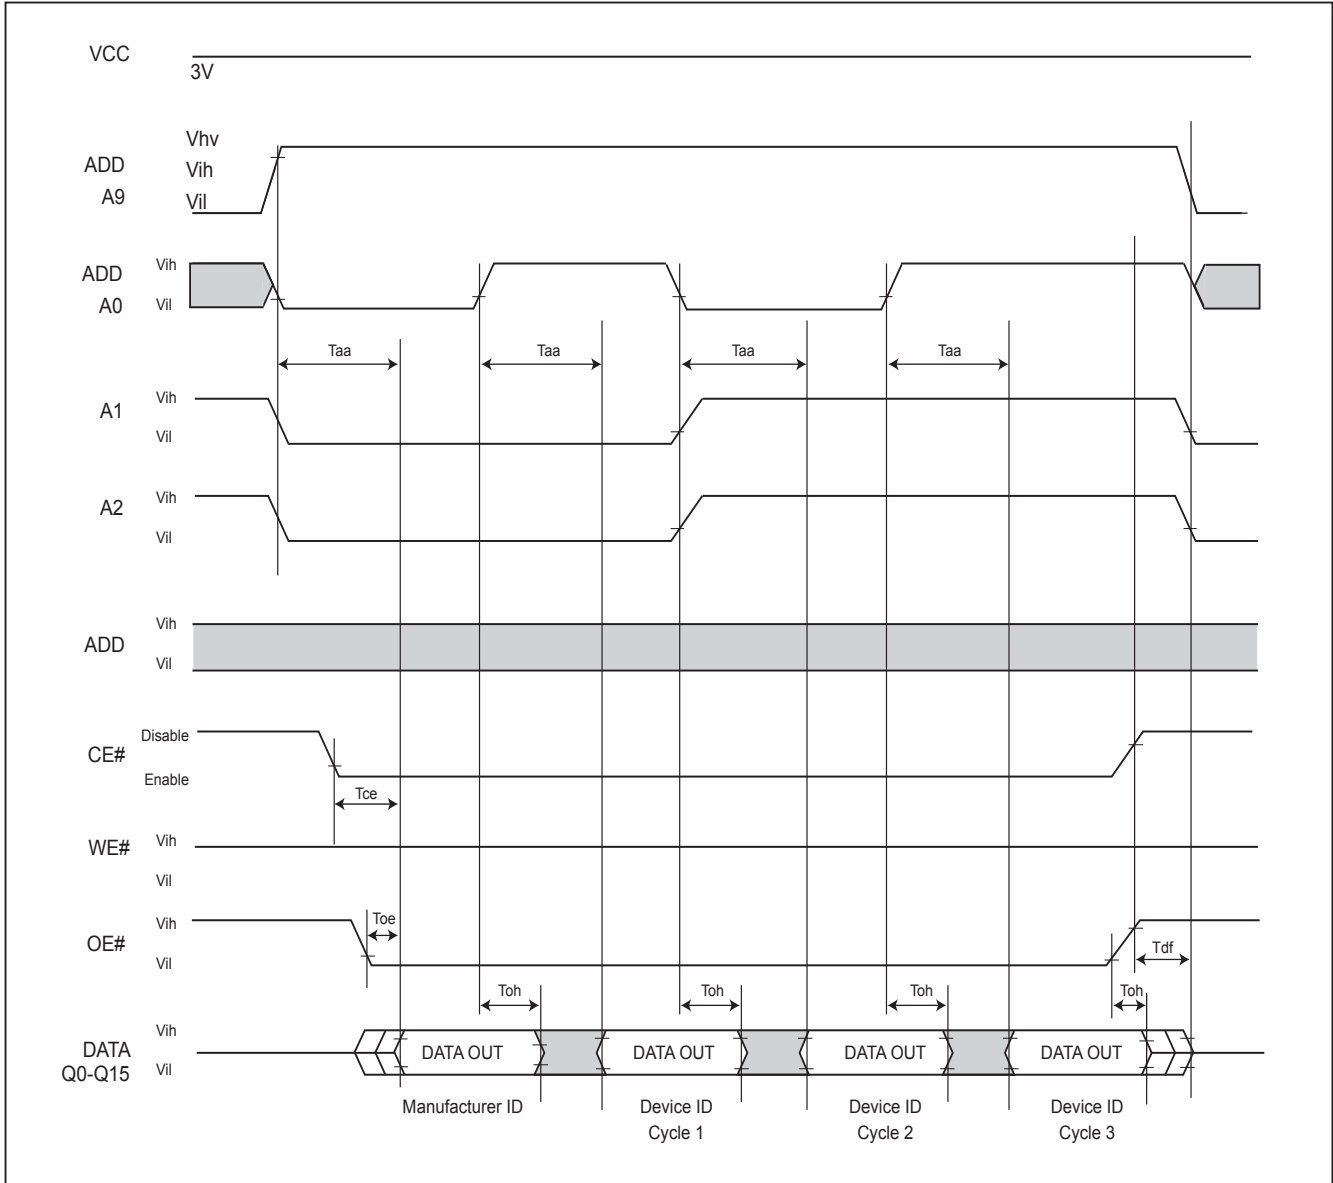 VCC
3V
Vhv
ADD
Vih
A9
Vil
ADD
Vih
A0
Vil
Taa
Taa
Taa
Taa
A1
Vih
Vil
A2
Vih
Vil
ADD
Vih
Vil
CE#
Disable
Enable
Tce
WE#
Vih
Vil
OE#
Vih
Vil
Toe
Tdf
Toh
Toh
Toh
Toh
DATA
Q0-Q15
Vih
Vil
DATA OUT
DATA OUT
DATA OUT
DATA OUT
Manufacturer ID
Device ID
Cycle 1
Device ID
Cycle 2
Device ID
Cycle 3